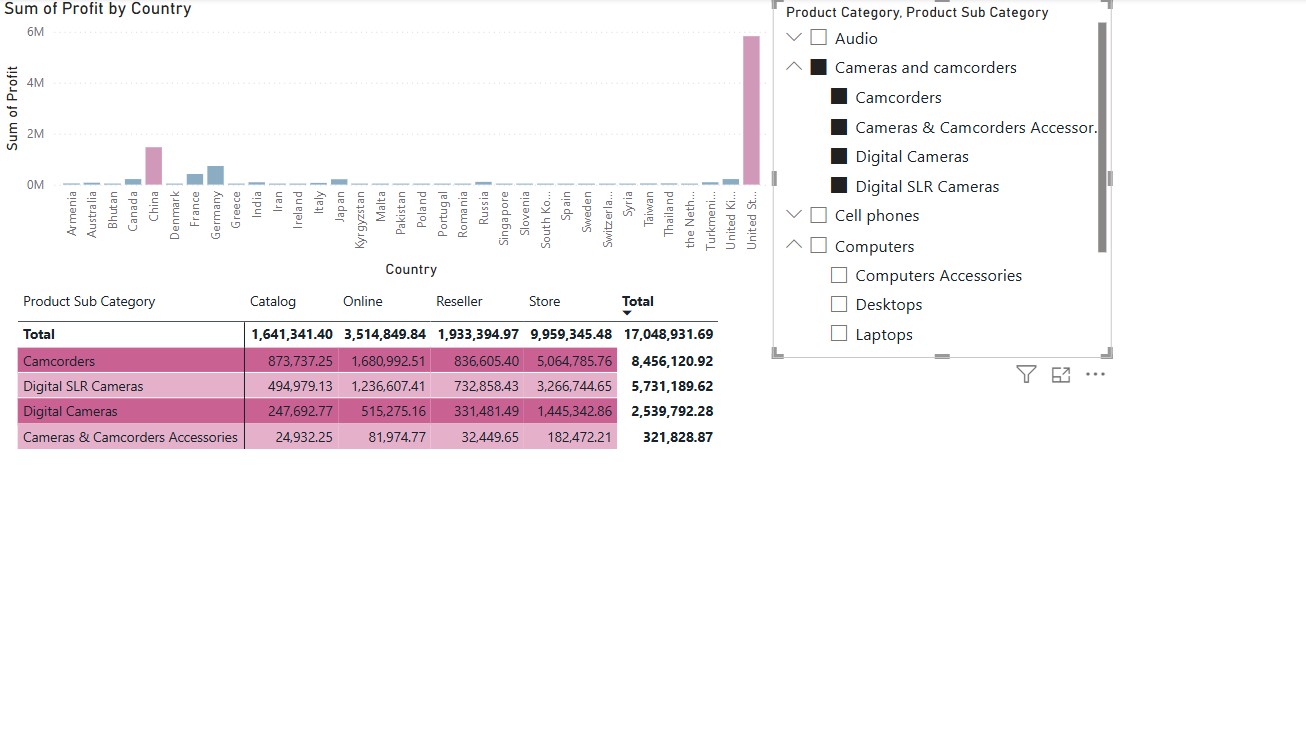 Sum of Profit by Country
Sum of Profit
6M
4M
2M
0M
Armenia
Australia
Bhutan
Canada
China
Denmark
France
Germany
Greece
India
Iran
Ireland
Italy
Japan
Kyrgyzstan
Malta
Pakistan
Poland
Portugal
Romania
Russia
Singapore
Slovenia
South Ko...
Spain
Sweden
Switzerla...
Syria
Taiwan
Thailand
the Neth...
Turkmeni...
United Ki...
United St...
Country
Product Sub Category Catalog Online Reseller Store Total
Total 1,641,341.40 3,514,849.84 1,933,394.97 9,959,345.48 17,048,931.69
Camcorders 873,737.25 1,680,992.51 836,605.40 5,064,785.76 8,456,120.92
Digital SLR Cameras 494,979.13 1,236,607.41 732,858.43 3,266,744.65 5,731,189.62
Digital Cameras 247,692.77 515,275.16 331,481.49 1,445,342.86 2,539,792.28
Cameras & Camcorders Accessories 24,932.25 81,974.77 32,449.65 182,472.21 321,828.87
Product Category, Product Sub Category
Audio
Cameras and camcorders
Camcorders
Cameras & Camcorders Accessor.
Digital Cameras
Digital SLR Cameras
Cell phones
Computers
Computers Accessories
Desktops
Laptops